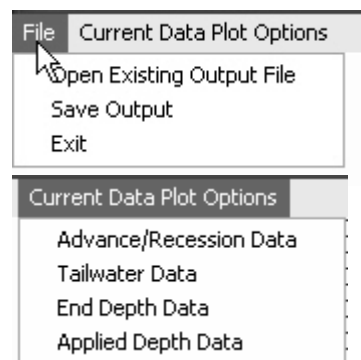 File Current Data Plot Options
Open Existing Output File
Save Output
Exit
Current Data Plot Options
Advance/Recession Data
Tailwater Data
End Depth Data
Applied Depth Data